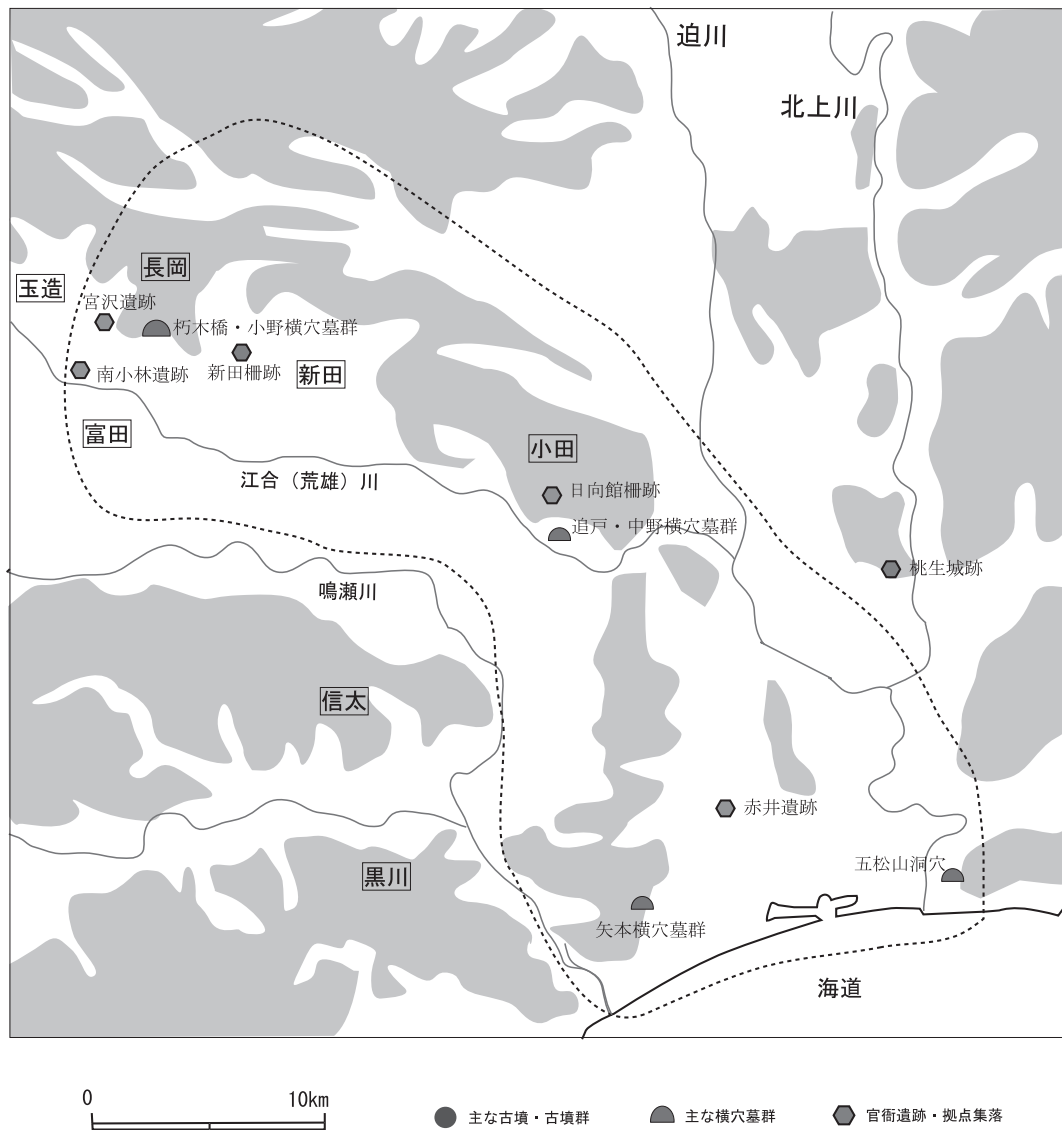 迫川
北上川
長岡
玉造
宮沢遺跡
朽木橋・小野横穴墓群
南小林遺跡
新田柵跡
新田
富田
小田
江合（荒雄）川
日向館柵跡
追戸・中野横穴墓群
桃生城跡
鳴瀬川
信太
赤井遺跡
五松山洞穴
黒川
矢本横穴墓群
海道
0 10km
主な古墳・古墳群 主な横穴墓群 官衙遺跡・拠点集落